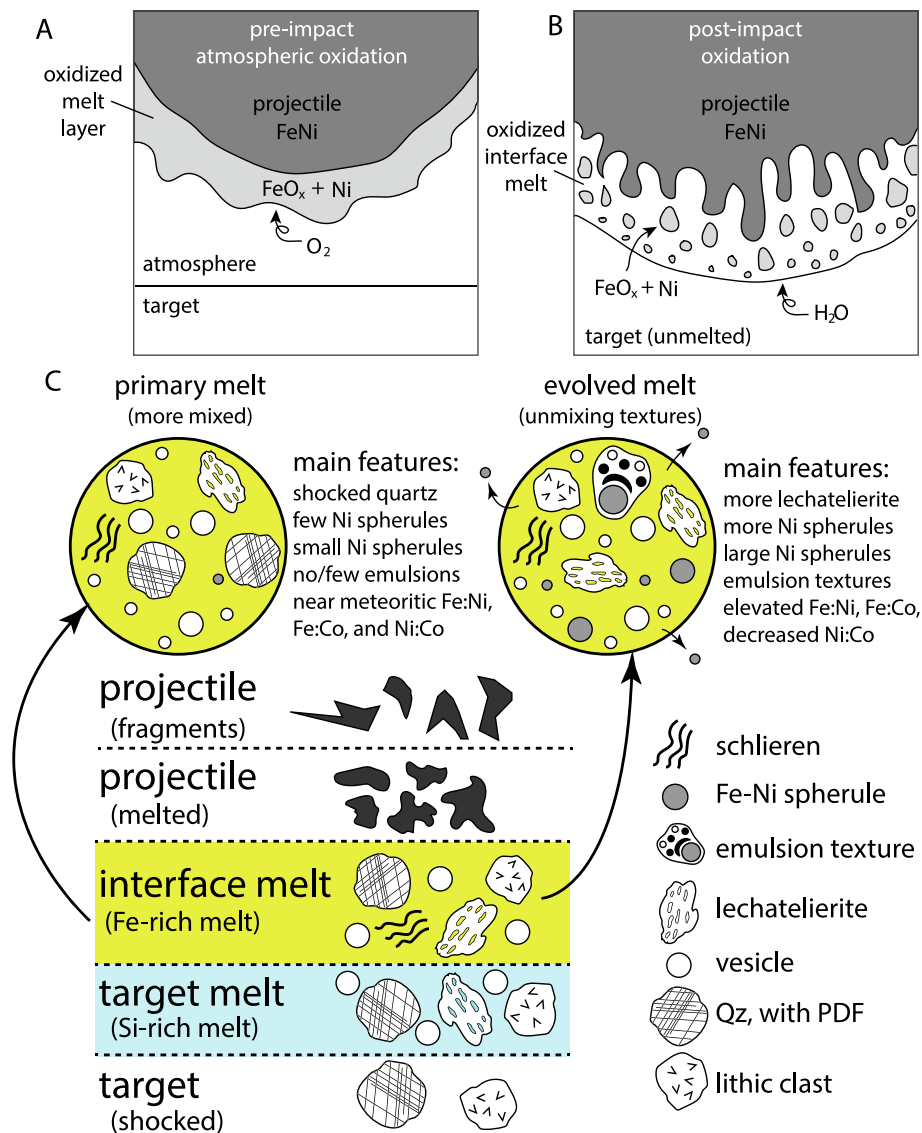 A
pre-impact
atmospheric oxidation
oxidized
melt
layer
projectile
FeNi
FeOₓ + Ni
O₂
atmosphere
target
B
post-impact
oxidation
projectile
FeNi
oxidized
interface
melt
FeOₓ + Ni
H₂O
target (unmelted)
C
primary melt
(more mixed)
main features:
shocked quartz
few Ni spherules
small Ni spherules
no/few emulsions
near meteoritic Fe:Ni,
Fe:Co, and Ni:Co
evolved melt
(unmixing textures)
main features:
more lechatelierite
more Ni spherules
large Ni spherules
emulsion textures
elevated Fe:Ni, Fe:Co,
decreased Ni:Co
projectile
(fragments)
projectile
(melted)
interface melt
(Fe-rich melt)
target melt
(Si-rich melt)
target
(shocked)
schlieren
Fe-Ni spherule
emulsion texture
lechatelierite
vesicle
Qz, with PDF
lithic clast